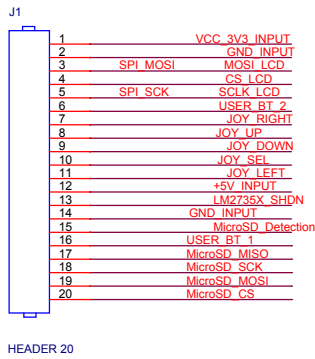 J1
1 VCC_3V3_INPUT
2 GND_INPUT
3 SPI_MOSI MOSI_LCD
4 CS_LCD
5 SPI_SCK SCLK_LCD
6 USER_BT_2
7 JOY_RIGHT
8 JOY_UP
9 JOY_DOWN
10 JOY_SEL
11 JOY_LEFT
12 +5V_INPUT
13 LM2735X_SHDN
14 GND_INPUT
15 MicroSD_Detection
16 USER_BT_1
17 MicroSD_MISO
18 MicroSD_SCK
19 MicroSD_MOSI
20 MicroSD_CS
HEADER 20